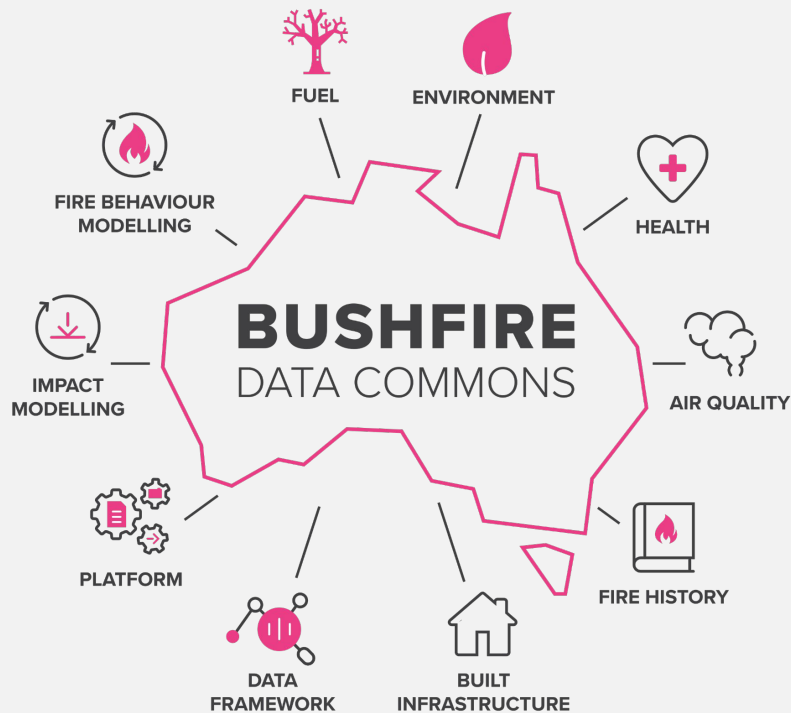 FUEL
ENVIRONMENT
FIRE BEHAVIOUR
MODELLING
HEALTH
BUSHFIRE
DATA COMMONS
IMPACT
MODELLING
AIR QUALITY
PLATFORM
FIRE HISTORY
DATA
FRAMEWORK
BUILT
INFRASTRUCTURE